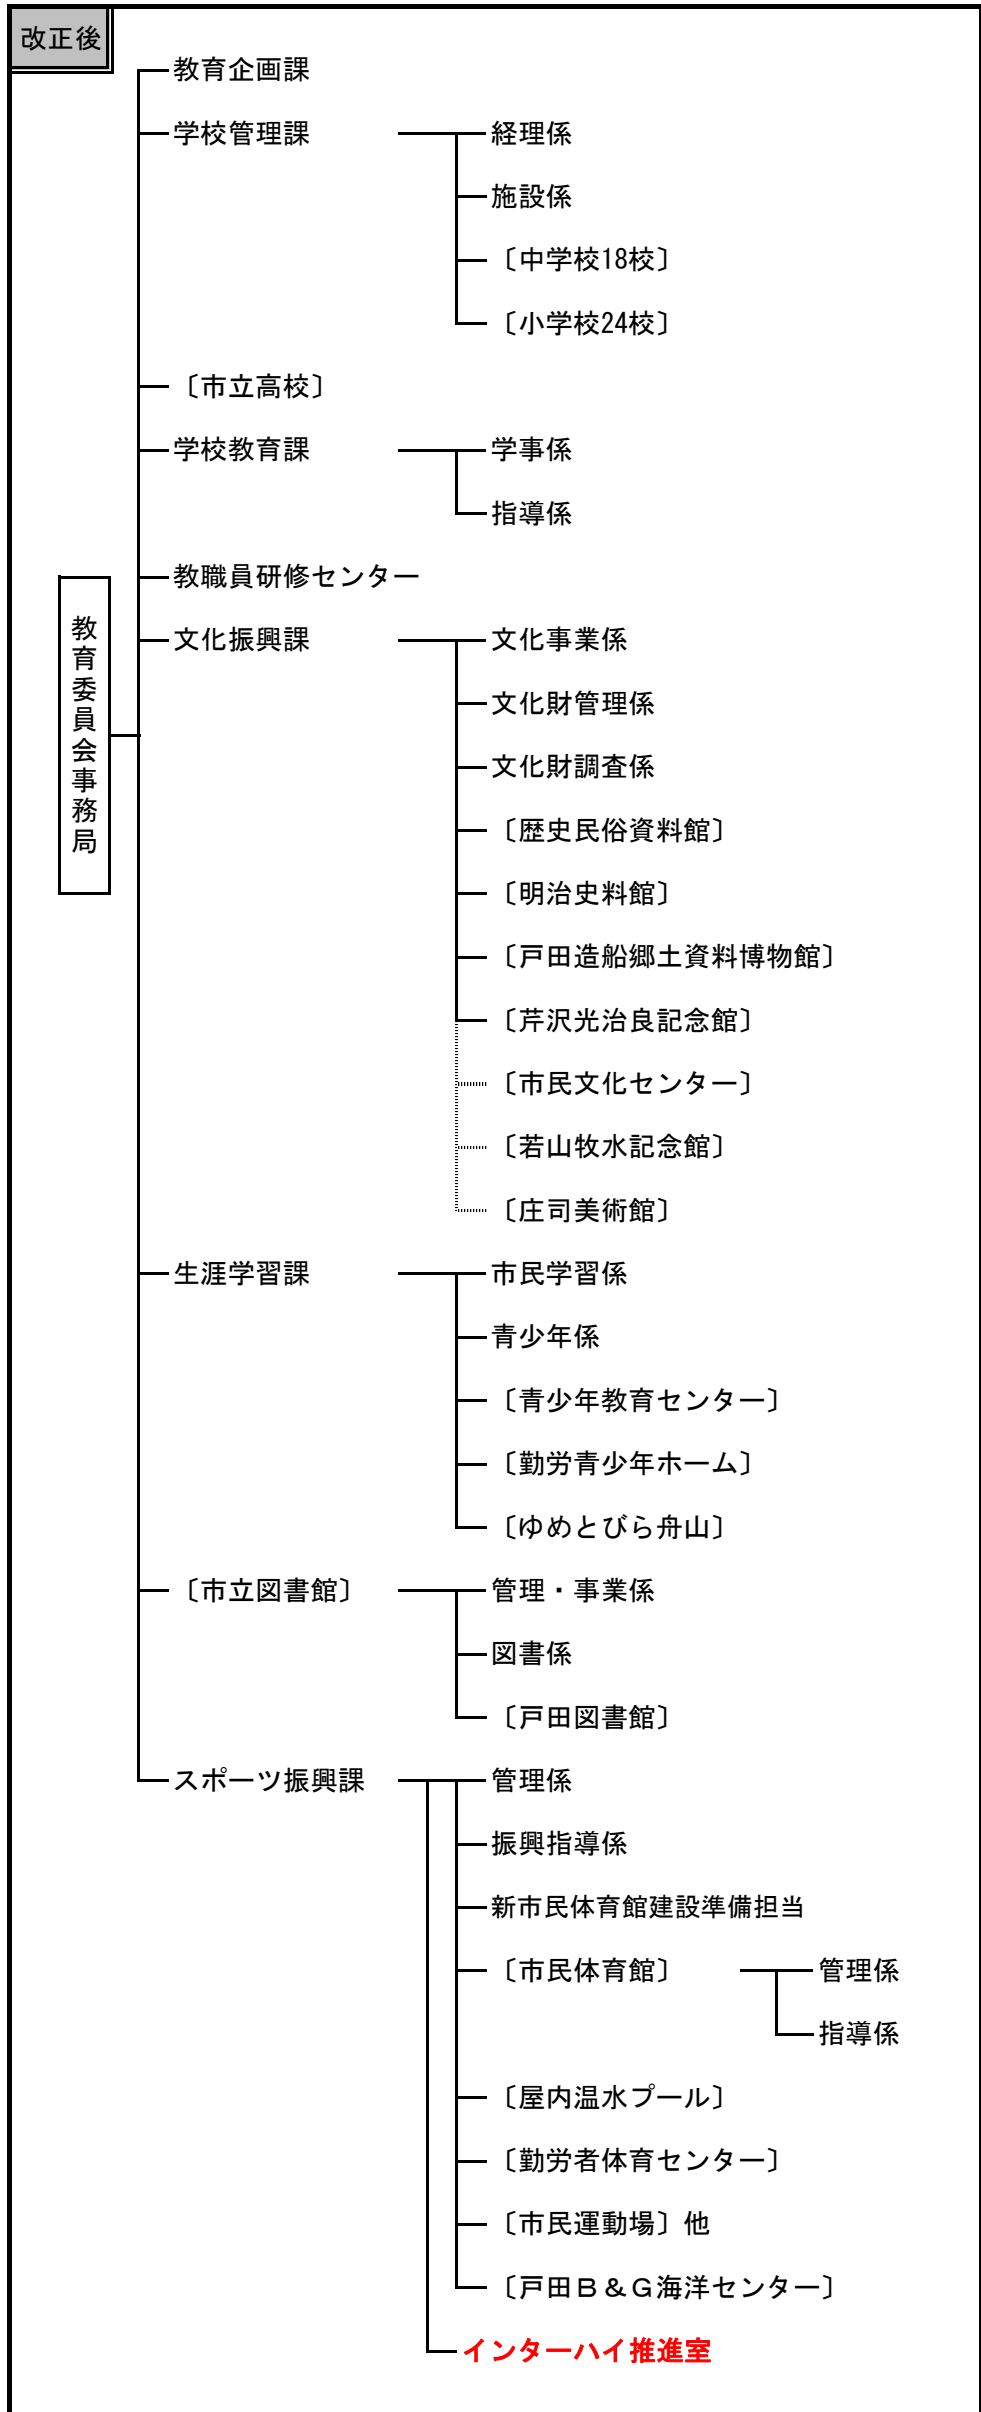 改正後
教育委員会事務局
教育企画課
学校管理課
経理係
施設係
〔中学校18校〕
〔小学校24校〕
〔市立高校〕
学校教育課
学事係
指導係
教職員研修センター
文化振興課
文化事業係
文化財管理係
文化財調査係
〔歴史民俗資料館〕
〔明治史料館〕
〔戸田造船郷土資料博物館〕
〔芹沢光治良記念館〕
〔市民文化センター〕
〔若山牧水記念館〕
〔庄司美術館〕
生涯学習課
市民学習係
青少年係
〔青少年教育センター〕
〔勤労青少年ホーム〕
〔ゆめとびら舟山〕
〔市立図書館〕
管理・事業係
図書係
〔戸田図書館〕
スポーツ振興課
管理係
振興指導係
新市民体育館建設準備担当
〔市民体育館〕
管理係
指導係
〔屋内温水プール〕
〔勤労者体育センター〕
〔市民運動場〕他
〔戸田Ｂ＆Ｇ海洋センター〕
インターハイ推進室